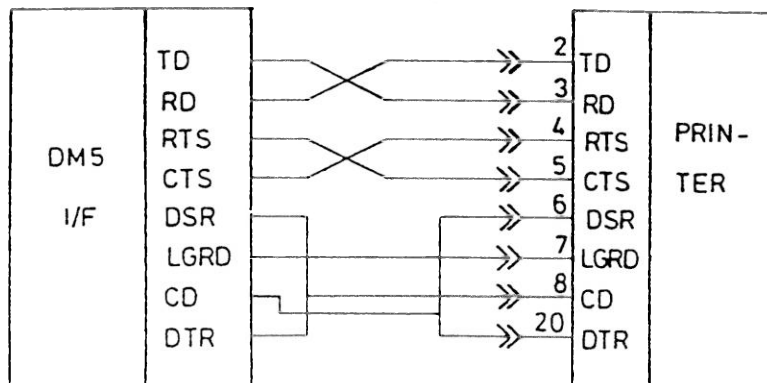 DM5
I/F
TD
RD
RTS
CTS
DSR
LGRD
CD
DTR
2
3
4
5
6
7
8
20
TD
RD
RTS
CTS
DSR
LGRD
CD
DTR
PRIN-
TER